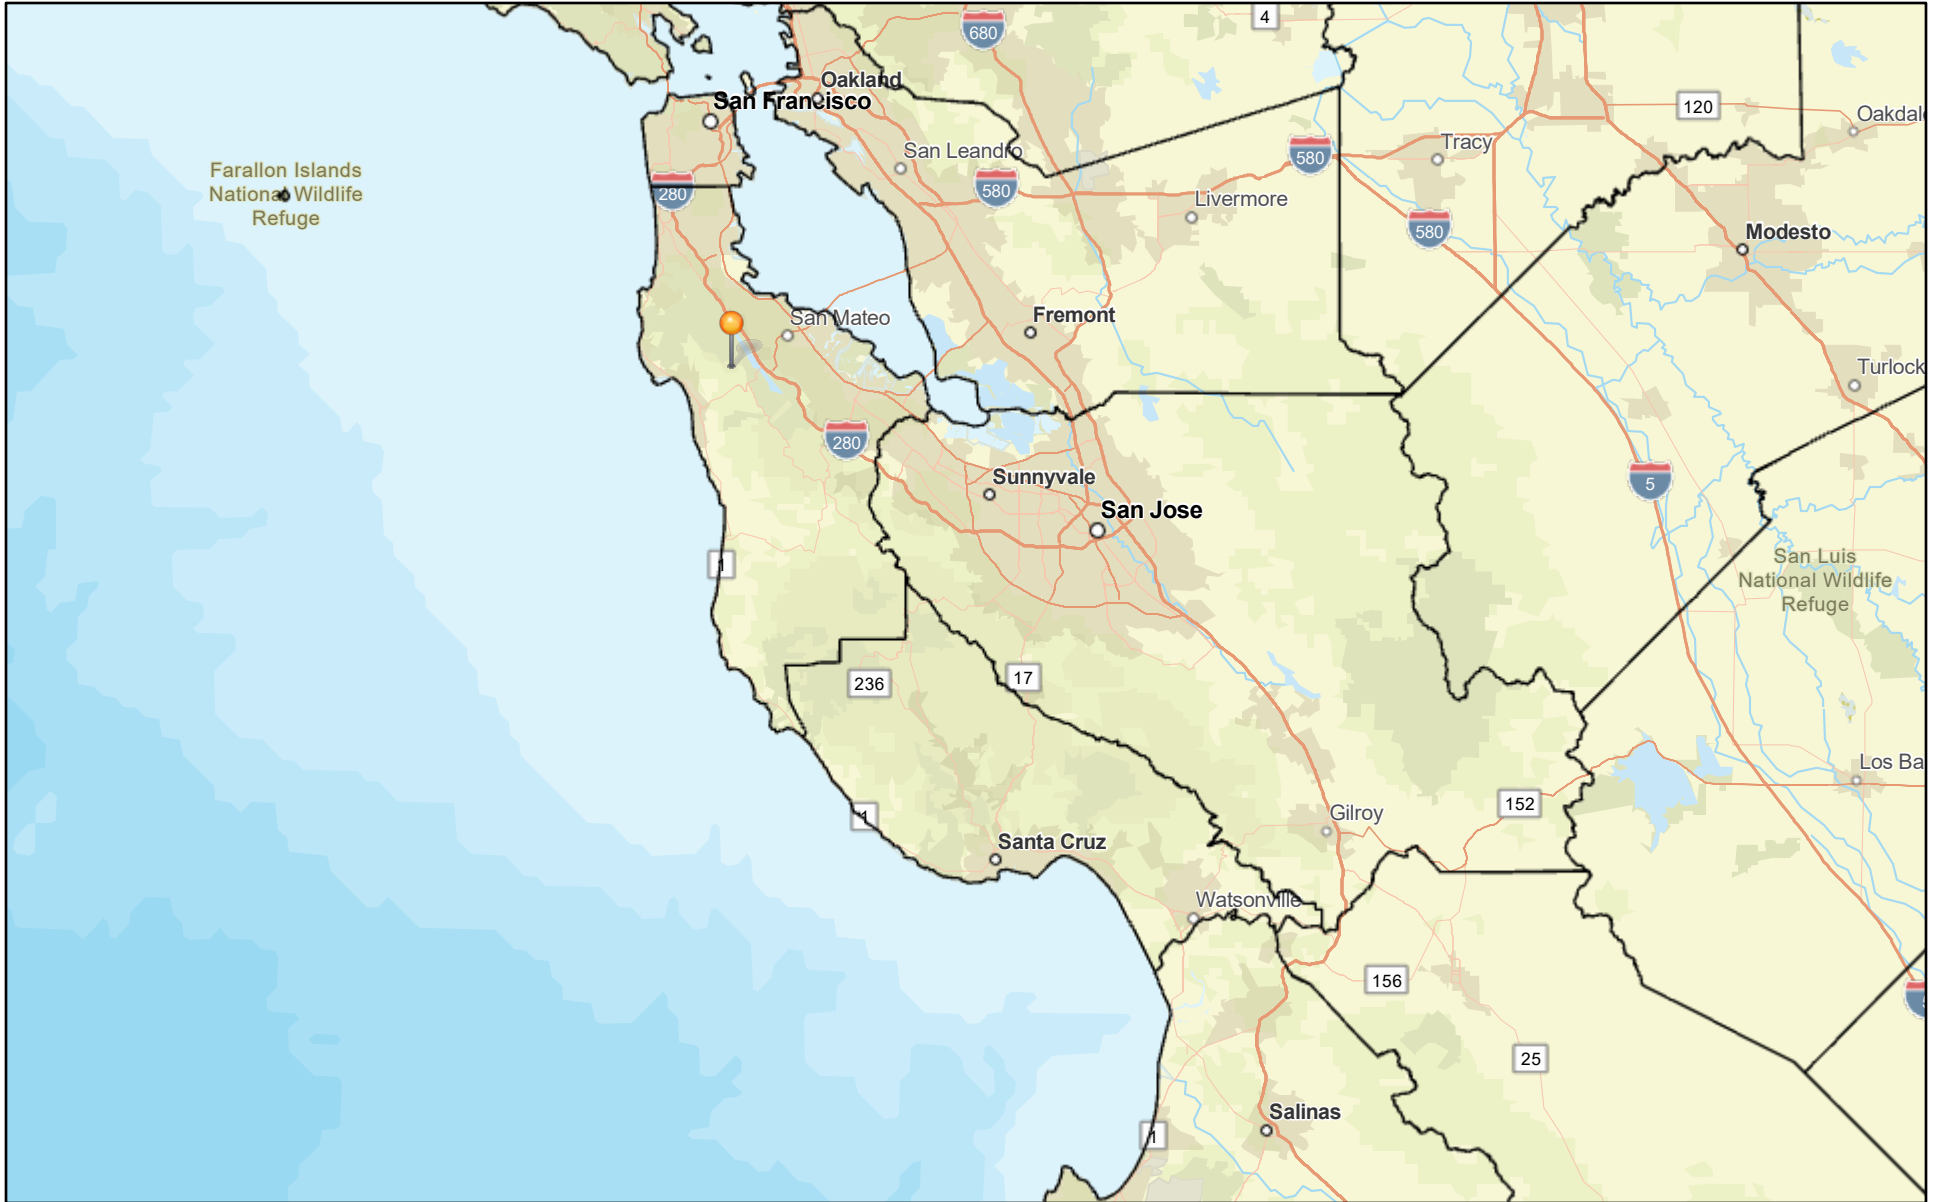 4
680
Oakland
San Francisco
120
Oakdal
Tracy
San Leandro
580
580
Farallon Islands
National Wildlife
Refuge
280
Livermore
580
Modesto
San Mateo
Fremont
Turlock
280
Sunnyvale
5
San Jose
1
San Luis
National Wildlife
Refuge
236
17
Los Ba
152
Gilroy
1
Santa Cruz
Watsonville
156
25
Salinas
1